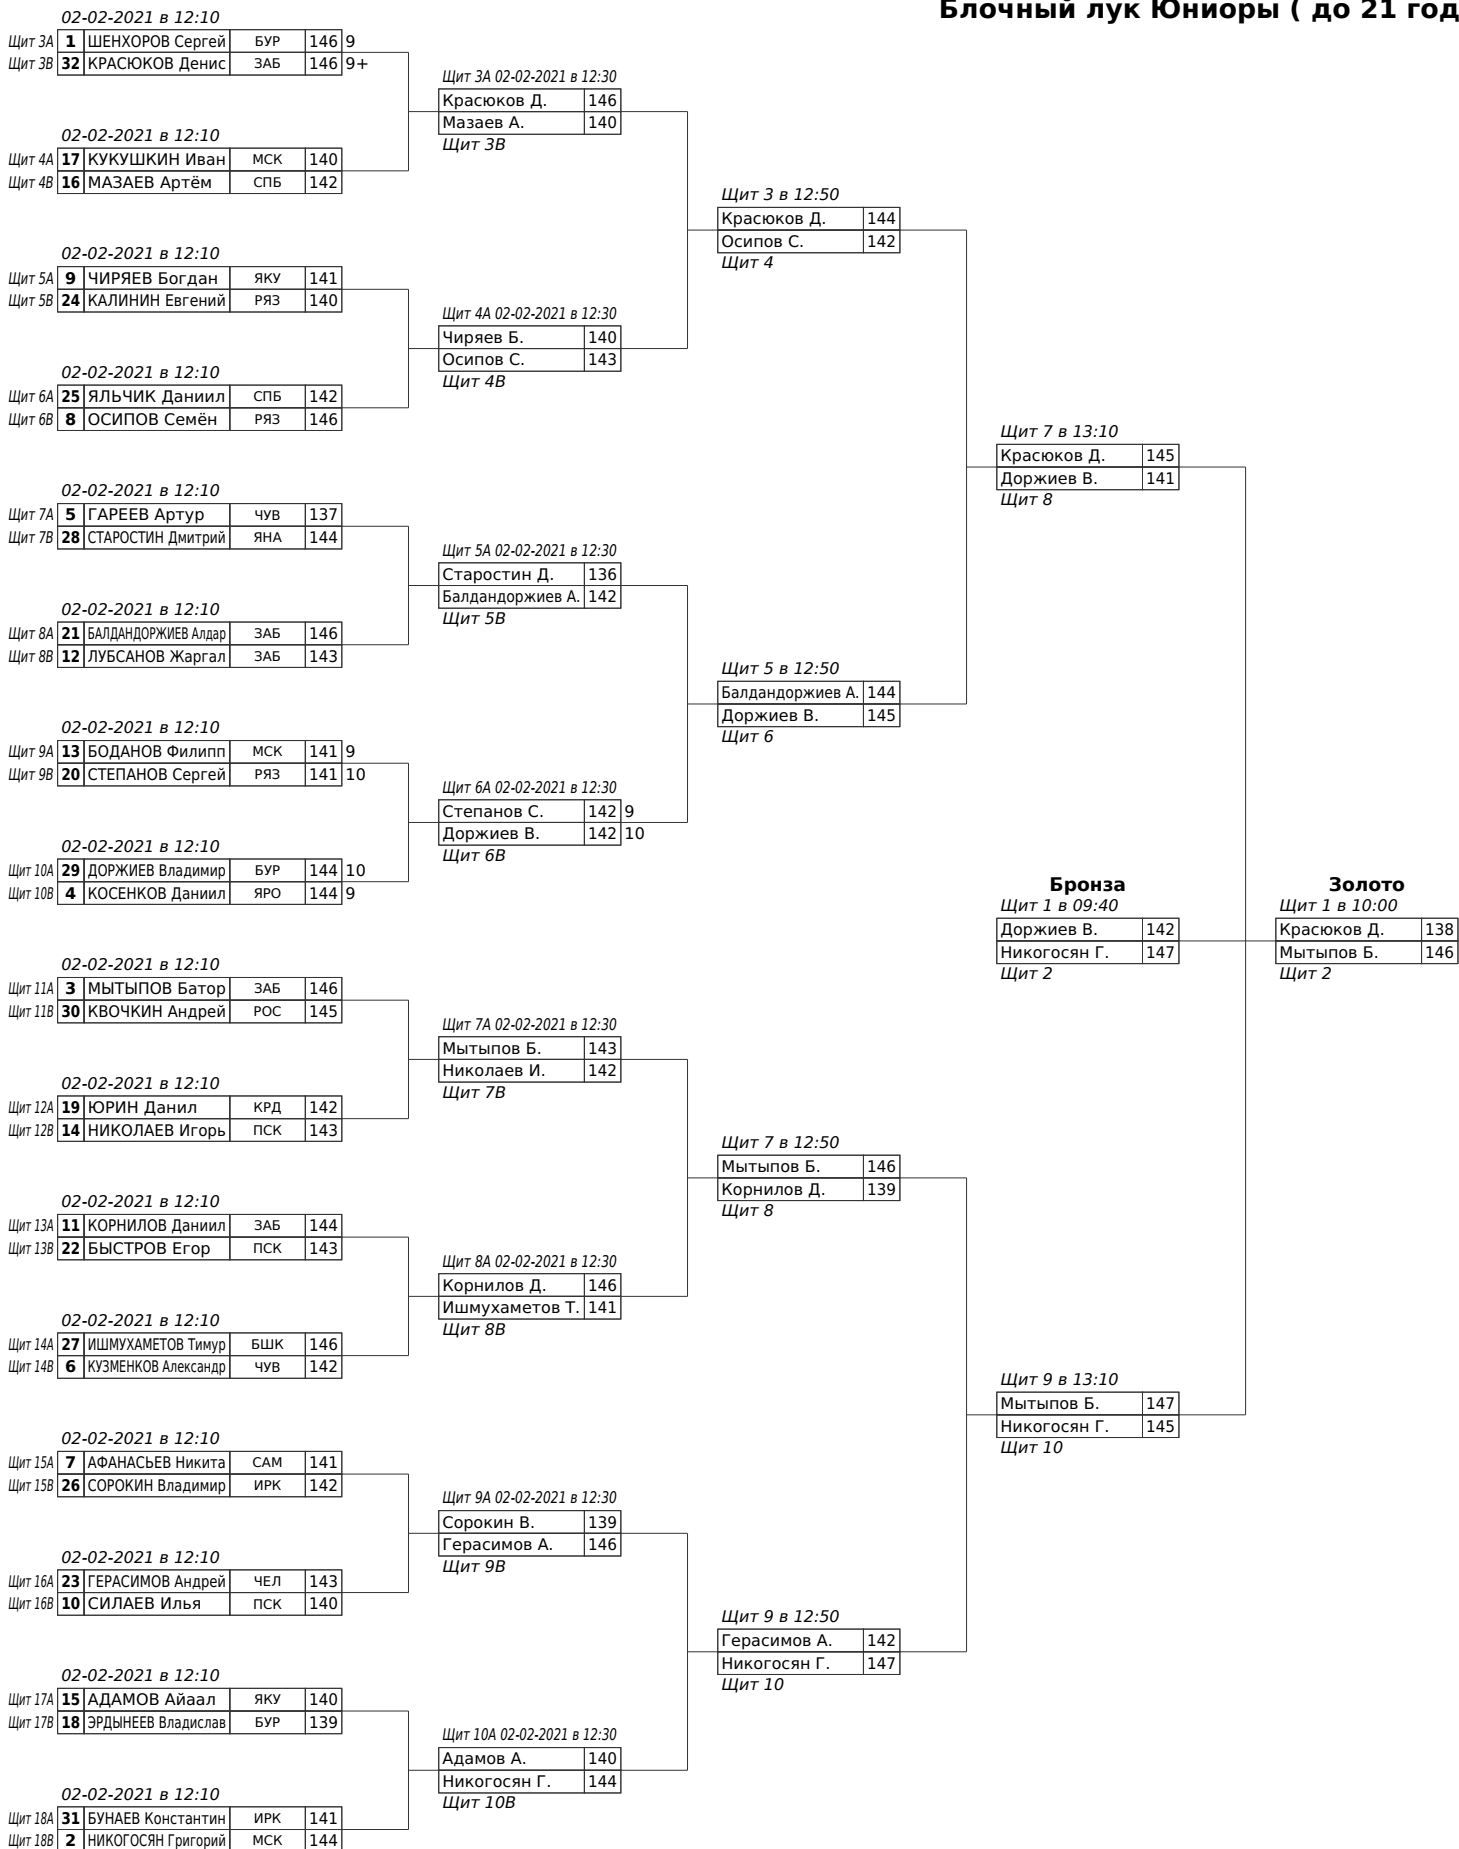 Блочный лук Юниоры ( до 21 год
02-02-2021 в 12:10
Щит 3A 1 ШЕНХОРОВ Сергей БУР 146 9
Щит 3B 32 КРАСЮКОВ Денис ЗАБ 146 9+
02-02-2021 в 12:10
Щит 4A 17 КУКУШКИН Иван МСК 140
Щит 4B 16 МАЗАЕВ Артём СПБ 142
02-02-2021 в 12:10
Щит 5A 9 ЧИРЯЕВ Богдан ЯКУ 141
Щит 5B 24 КАЛИНИН Евгений РЯЗ 140
02-02-2021 в 12:10
Щит 6A 25 ЯЛЬЧИК Даниил СПБ 142
Щит 6B 8 ОСИПОВ Семён РЯЗ 146
02-02-2021 в 12:10
Щит 7A 5 ГАРЕЕВ Артур ЧУВ 137
Щит 7B 28 СТАРОСТИН Дмитрий ЯНА 144
02-02-2021 в 12:10
Щит 8A 21 БАЛДАНДОРЖИЕВ Алдар ЗАБ 146
Щит 8B 12 ЛУБСАНОВ Жаргал ЗАБ 143
02-02-2021 в 12:10
Щит 9A 13 БОДАНОВ Филипп МСК 141 9
Щит 9B 20 СТЕПАНОВ Сергей РЯЗ 141 10
02-02-2021 в 12:10
Щит 10A 29 ДОРЖИЕВ Владимир БУР 144 10
Щит 10B 4 КОСЕНКОВ Даниил ЯРО 144 9
02-02-2021 в 12:10
Щит 11A 3 МЫТЫПОВ Батор ЗАБ 146
Щит 11B 30 КВОЧКИН Андрей РОС 145
02-02-2021 в 12:10
Щит 12A 19 ЮРИН Данил КРД 142
Щит 12B 14 НИКОЛАЕВ Игорь ПСК 143
02-02-2021 в 12:10
Щит 13A 11 КОРНИЛОВ Даниил ЗАБ 144
Щит 13B 22 БЫСТРОВ Егор ПСК 143
02-02-2021 в 12:10
Щит 14A 27 ИШМУХАМЕТОВ Тимур БШК 146
Щит 14B 6 КУЗМЕНКОВ Александр ЧУВ 142
02-02-2021 в 12:10
Щит 15A 7 АФАНАСЬЕВ Никита САМ 141
Щит 15B 26 СОРОКИН Владимир ИРК 142
02-02-2021 в 12:10
Щит 16A 23 ГЕРАСИМОВ Андрей ЧЕЛ 143
Щит 16B 10 СИЛАЕВ Илья ПСК 140
02-02-2021 в 12:10
Щит 17A 15 АДАМОВ Айаал ЯКУ 140
Щит 17B 18 ЭРДЫНЕЕВ Владислав БУР 139
02-02-2021 в 12:10
Щит 18A 31 БУНАЕВ Константин ИРК 141
Щит 18B 2 НИКОГОСЯН Григорий МСК 144
Щит 3A 02-02-2021 в 12:30
Красюков Д. 146
Мазаев А. 140
Щит 3B
Щит 4A 02-02-2021 в 12:30
Чиряев Б. 140
Осипов С. 143
Щит 4B
Щит 5A 02-02-2021 в 12:30
Старостин Д. 136
Балдандоржиев А. 142
Щит 5B
Щит 6A 02-02-2021 в 12:30
Степанов С. 142 9
Доржиев В. 142 10
Щит 6B
Щит 7A 02-02-2021 в 12:30
Мытыпов Б. 143
Николаев И. 142
Щит 7B
Щит 8A 02-02-2021 в 12:30
Корнилов Д. 146
Ишмухаметов Т. 141
Щит 8B
Щит 9A 02-02-2021 в 12:30
Сорокин В. 139
Герасимов А. 146
Щит 9B
Щит 10A 02-02-2021 в 12:30
Адамов А. 140
Никогосян Г. 144
Щит 10B
Щит 3 в 12:50
Красюков Д. 144
Осипов С. 142
Щит 4
Щит 5 в 12:50
Балдандоржиев А. 144
Доржиев В. 145
Щит 6
Щит 7 в 12:50
Мытыпов Б. 146
Корнилов Д. 139
Щит 8
Щит 9 в 12:50
Герасимов А. 142
Никогосян Г. 147
Щит 10
Щит 7 в 13:10
Красюков Д. 145
Доржиев В. 141
Щит 8
Щит 9 в 13:10
Мытыпов Б. 147
Никогосян Г. 145
Щит 10
Бронза
Щит 1 в 09:40
Доржиев В. 142
Никогосян Г. 147
Щит 2
Золото
Щит 1 в 10:00
Красюков Д. 138
Мытыпов Б. 146
Щит 2